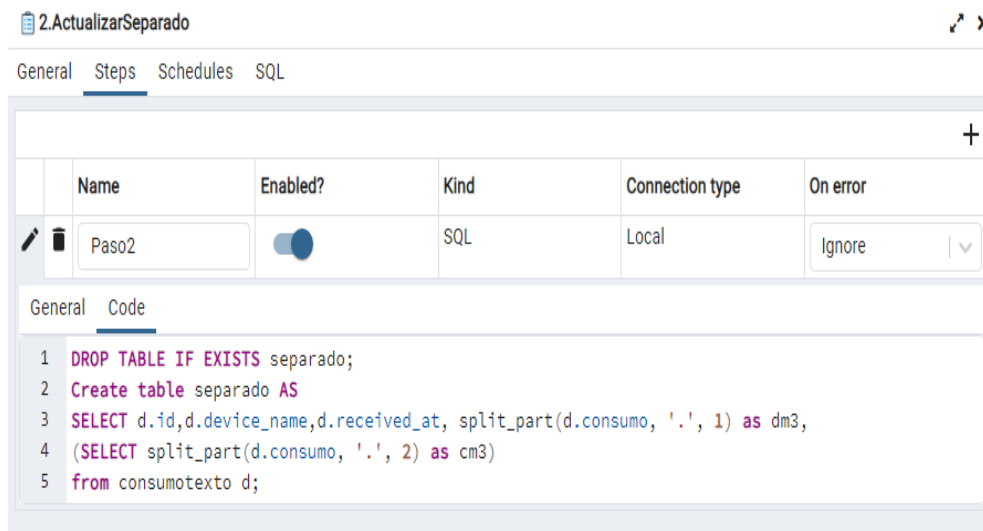 2.ActualizarSeparado
General Steps Schedules SQL
+
Name Enabled? Kind Connection type On error
Paso2 SQL Local Ignore
General Code
1 DROP TABLE IF EXISTS separado;
2 Create table separado AS
3 SELECT d.id,d.device_name,d.received_at, split_part(d.consumo, '.', 1) as dm3,
4 (SELECT split_part(d.consumo, '.', 2) as cm3)
5 from consumotexto d;